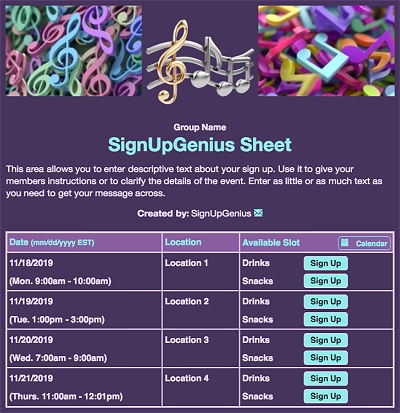 Group Name
SignUpGenius Sheet
This area allows you to enter descriptive text about your sign up. Use it to give your
members instructions or to clarify the details of the event. Enter as little or as much text as
you need to get your message across.
Created by: SignUpGenius
Date (mm/dd/yyyy EST) Location Available Slot Calendar
11/18/2019 Location 1 Drinks Sign Up
(Mon. 9:00am - 10:00am) Snacks Sign Up
11/19/2019 Location 2 Drinks Sign Up
(Tue. 1:00pm - 3:00pm) Snacks Sign Up
11/20/2019 Location 3 Drinks Sign Up
(Wed. 7:00am - 9:00am) Snacks Sign Up
11/21/2019 Location 4 Drinks Sign Up
(Thurs. 11:00am - 12:01pm) Snacks Sign Up